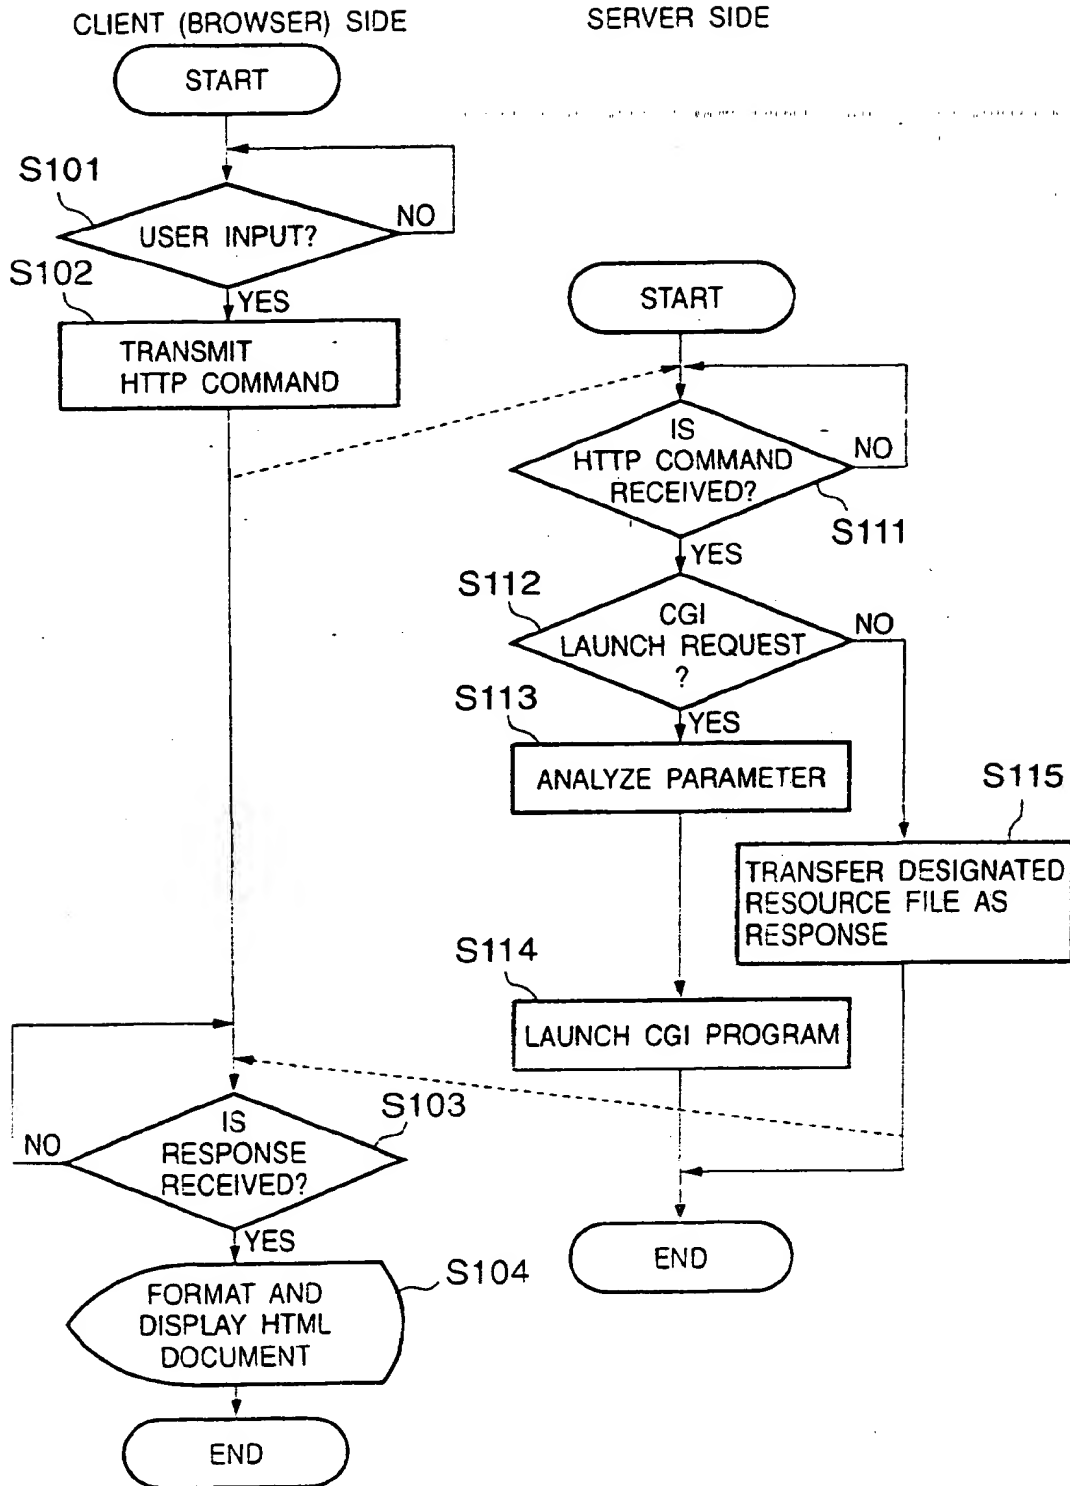 CLIENT (BROWSER) SIDE
START
S101
USER INPUT?
NO
S102
YES
TRANSMIT
HTTP COMMAND
NO
IS
RESPONSE
RECEIVED?
S103
YES
FORMAT AND
DISPLAY HTML
DOCUMENT
S104
END
SERVER SIDE
START
IS
HTTP COMMAND
RECEIVED?
NO
S111
YES
S112
CGI
LAUNCH REQUEST
?
NO
S113
YES
ANALYZE PARAMETER
S115
TRANSFER DESIGNATED
RESOURCE FILE AS
RESPONSE
S114
LAUNCH CGI PROGRAM
END